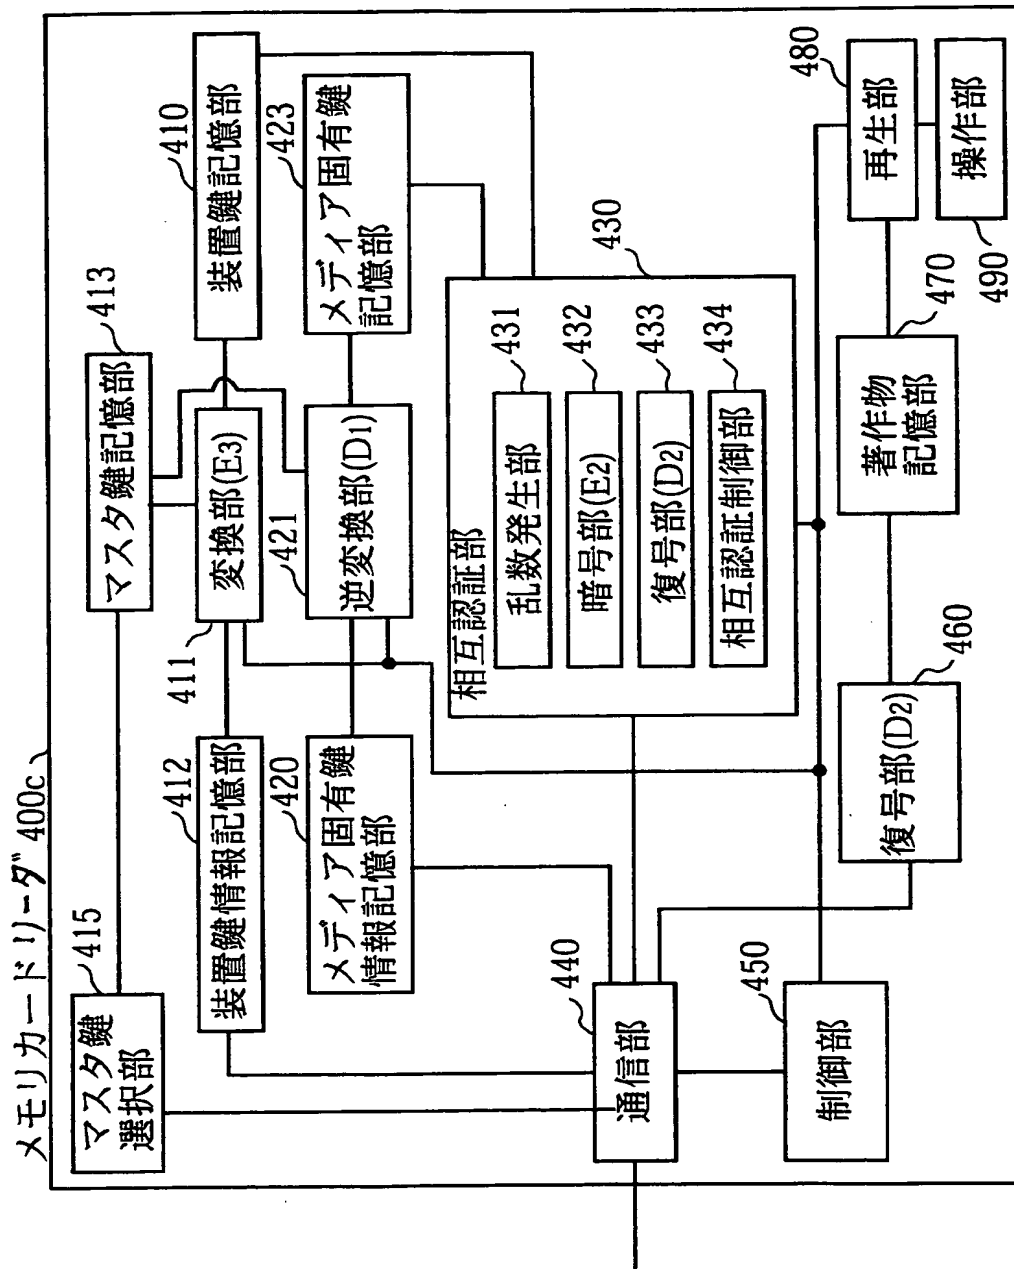 メモリカードリーダ 400c
415
マスタ鍵
選択部
413
マスタ鍵記憶部
412
装置鍵情報記憶部
411
変換部(E3)
410
装置鍵記憶部
420
メディア固有鍵
情報記憶部
421
逆変換部(D1)
423
メディア固有鍵
記憶部
430
相互認証部
431
乱数発生部
432
暗号部(E2)
433
復号部(D2)
434
相互認証制御部
440
通信部
450
制御部
460
復号部(D2)
470
著作物
記憶部
480
再生部
490
操作部